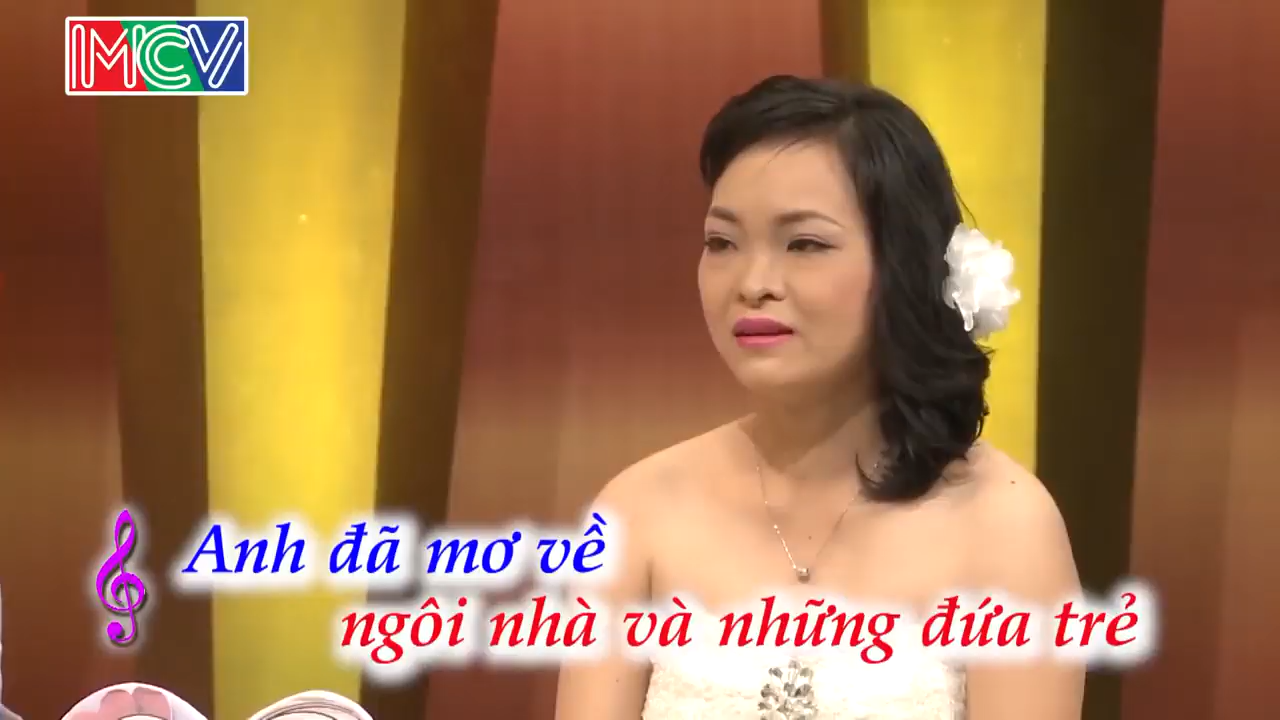 MCV
Anh đã mơ về
ngôi nhà và những đứa trẻ